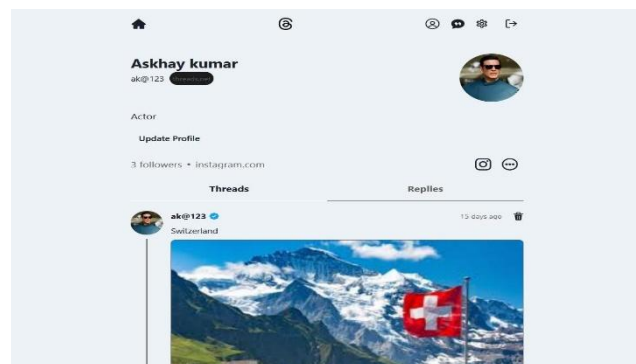 Askhay kumar
ak@123 threads.net
Actor
Update Profile
3 followers • instagram.com
Threads Replies
ak@123 15 days ago
Switzerland